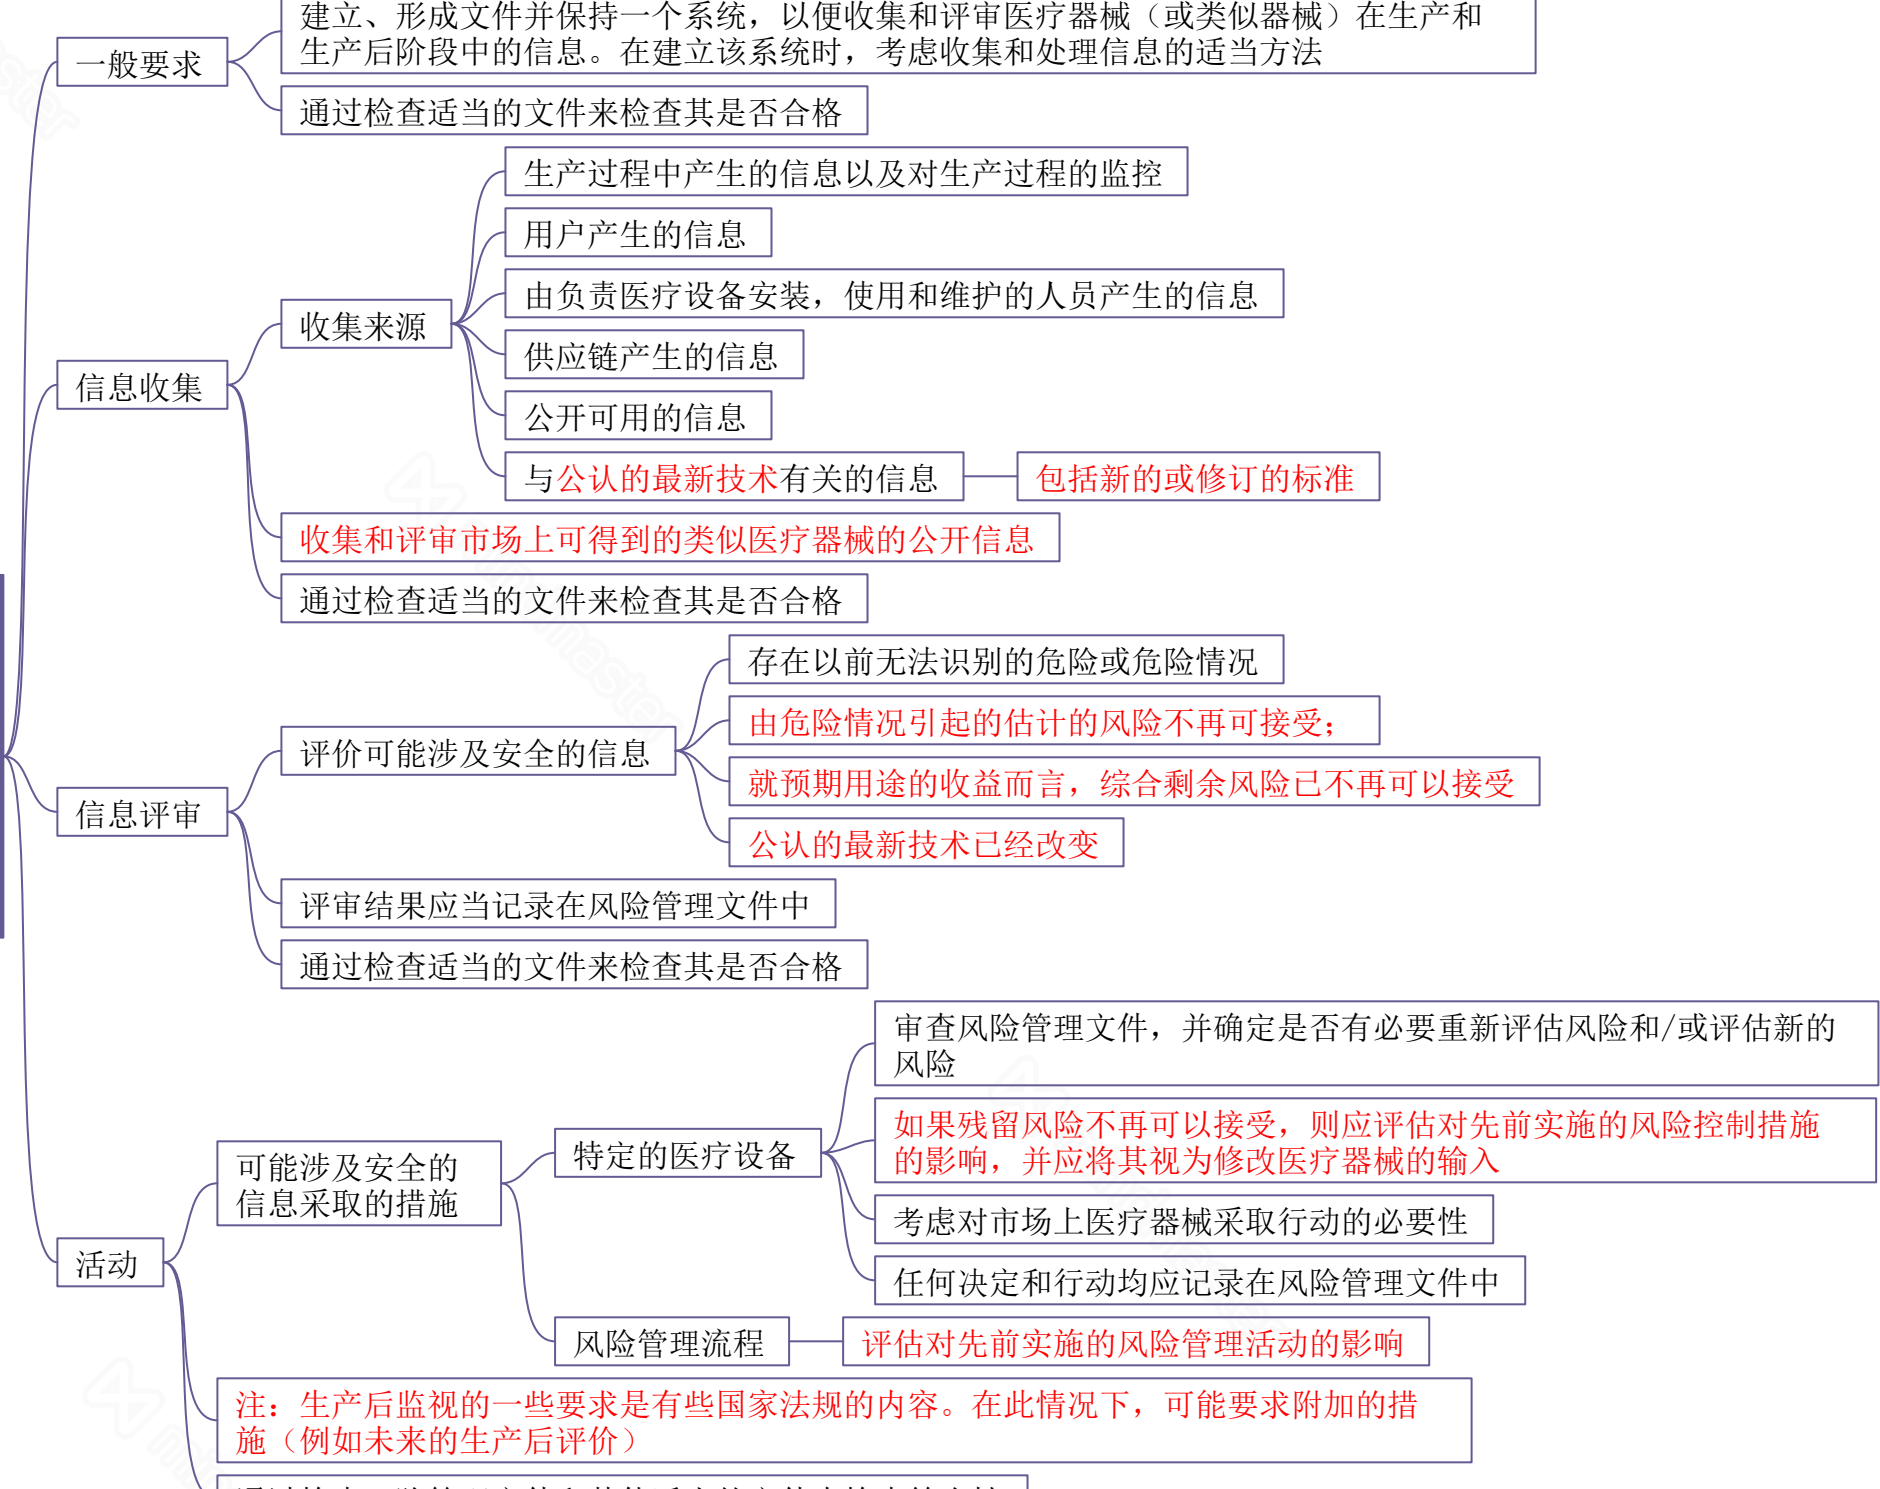 一般要求
建立、形成文件并保持一个系统，以便收集和评审医疗器械（或类似器械）在生产和
生产后阶段中的信息。在建立该系统时，考虑收集和处理信息的适当方法
通过检查适当的文件来检查其是否合格
信息收集
收集来源
生产过程中产生的信息以及对生产过程的监控
用户产生的信息
由负责医疗设备安装，使用和维护的人员产生的信息
供应链产生的信息
公开可用的信息
与公认的最新技术有关的信息
包括新的或修订的标准
收集和评审市场上可得到的类似医疗器械的公开信息
通过检查适当的文件来检查其是否合格
信息评审
评价可能涉及安全的信息
存在以前无法识别的危险或危险情况
由危险情况引起的估计的风险不再可接受；
就预期用途的收益而言，综合剩余风险已不再可以接受
公认的最新技术已经改变
评审结果应当记录在风险管理文件中
通过检查适当的文件来检查其是否合格
活动
可能涉及安全的
信息采取的措施
特定的医疗设备
审查风险管理文件，并确定是否有必要重新评估风险和/或评估新的
风险
如果残留风险不再可以接受，则应评估对先前实施的风险控制措施
的影响，并应将其视为修改医疗器械的输入
考虑对市场上医疗器械采取行动的必要性
任何决定和行动均应记录在风险管理文件中
风险管理流程
评估对先前实施的风险管理活动的影响
注：生产后监视的一些要求是有些国家法规的内容。在此情况下，可能要求附加的措
施（例如未来的生产后评价）